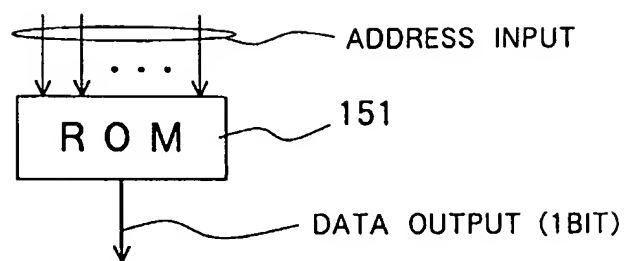 ADDRESS INPUT
ROM
151
DATA OUTPUT (1BIT)